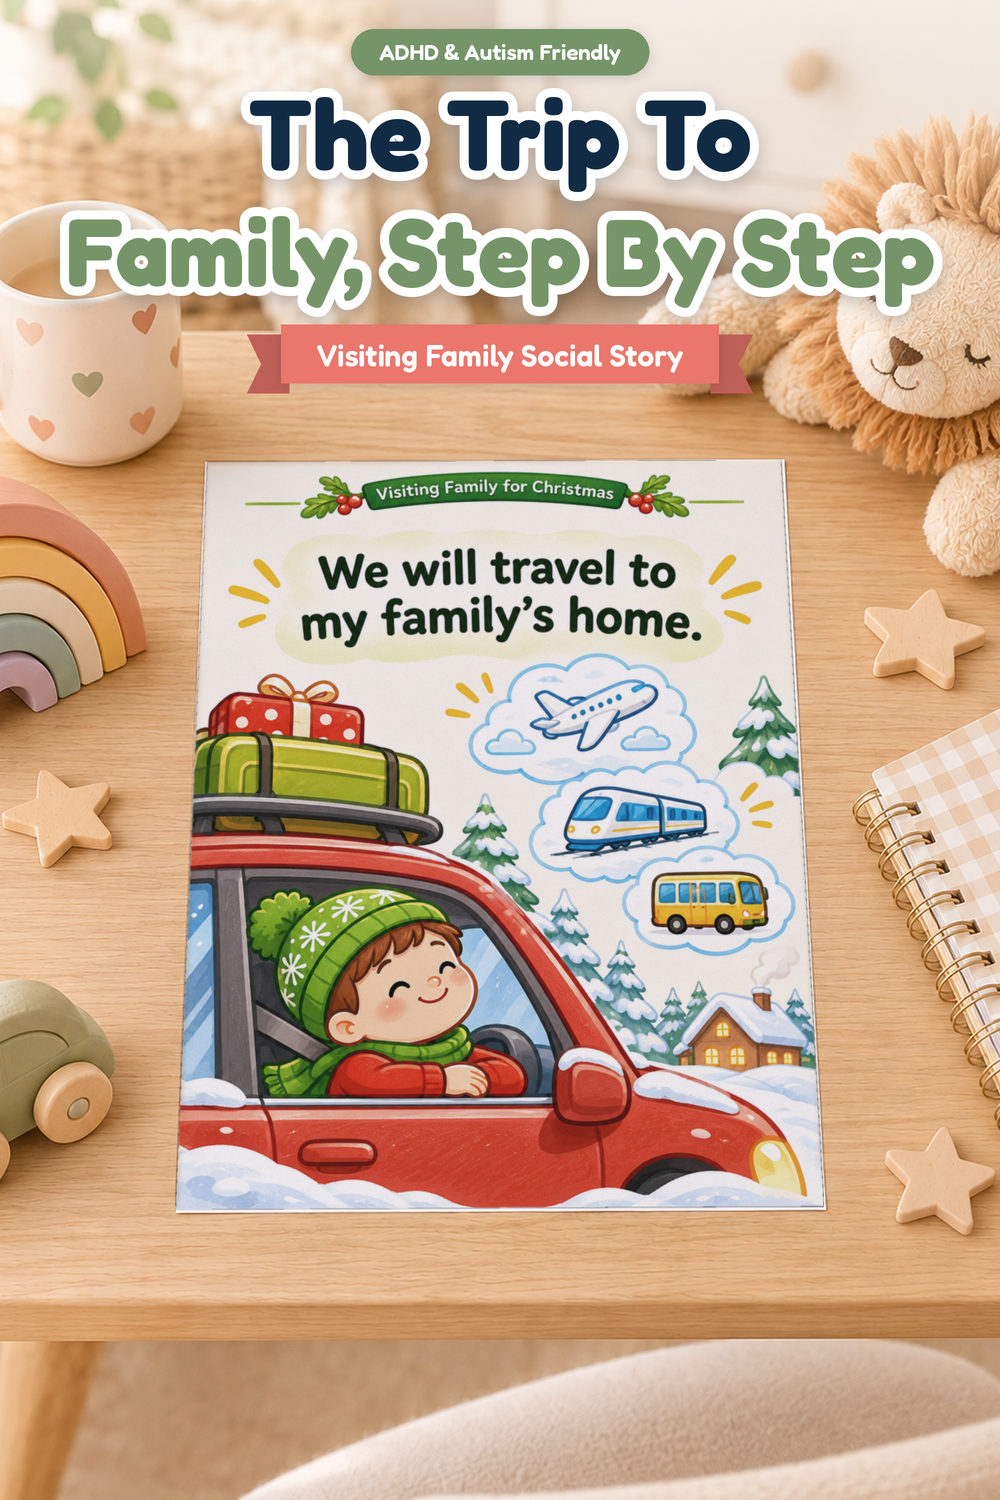 ADHD & Autism Friendly
The Trip To
Family, Step By Step
Visiting Family Social Story
Visiting Family for Christmas
We will travel to
my family's home.